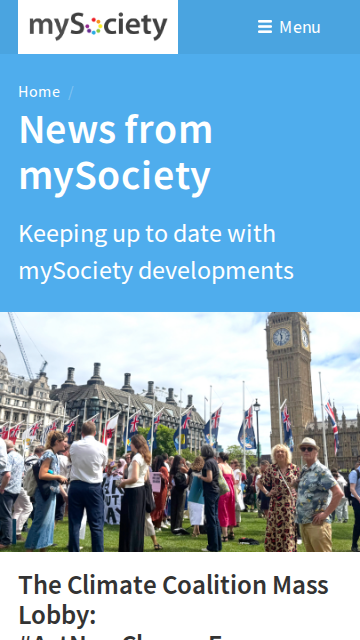 mySociety
Menu
Home /
News from
mySociety
Keeping up to date with
mySociety developments
The Climate Coalition Mass
Lobby: